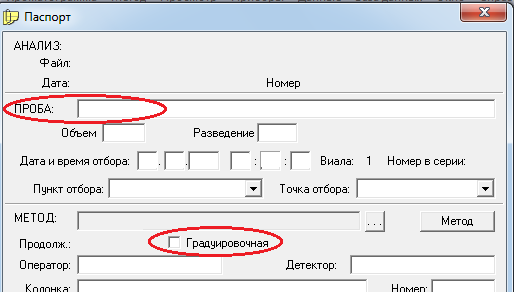 Паспорт
АНАЛИЗ:
Файл:
Дата: Номер
ПРОБА:
Объем Разведение
Дата и время отбора: . . : : Виала: 1 Номер в серии:
Пункт отбора: Точка отбора:
МЕТОД: ... Метод
Продолж.: Градуировочная
Оператор: Детектор:
Колонка: Номер: